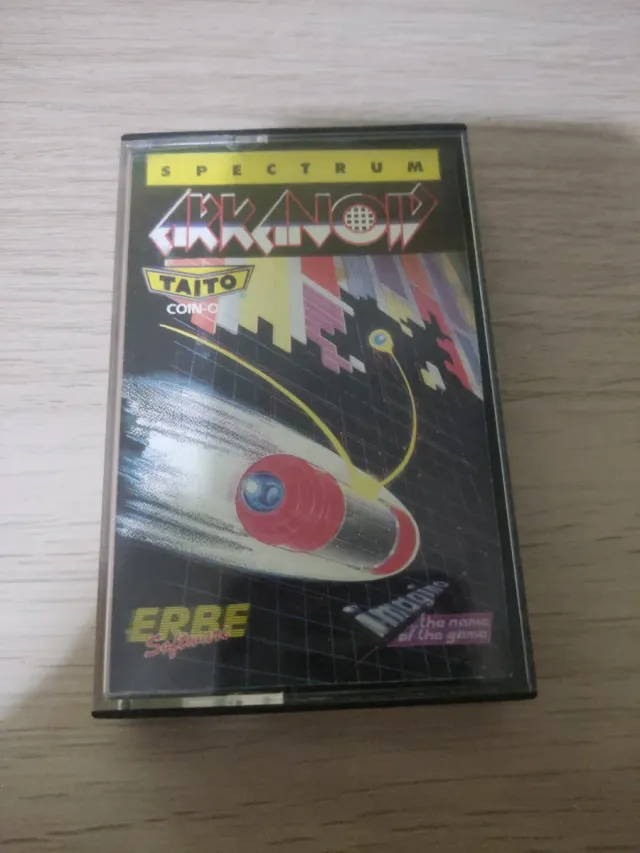 SPECTRUM
ARKANOID
TAITO
COIN-O
ERBE
Software
imagine
the name
of the game